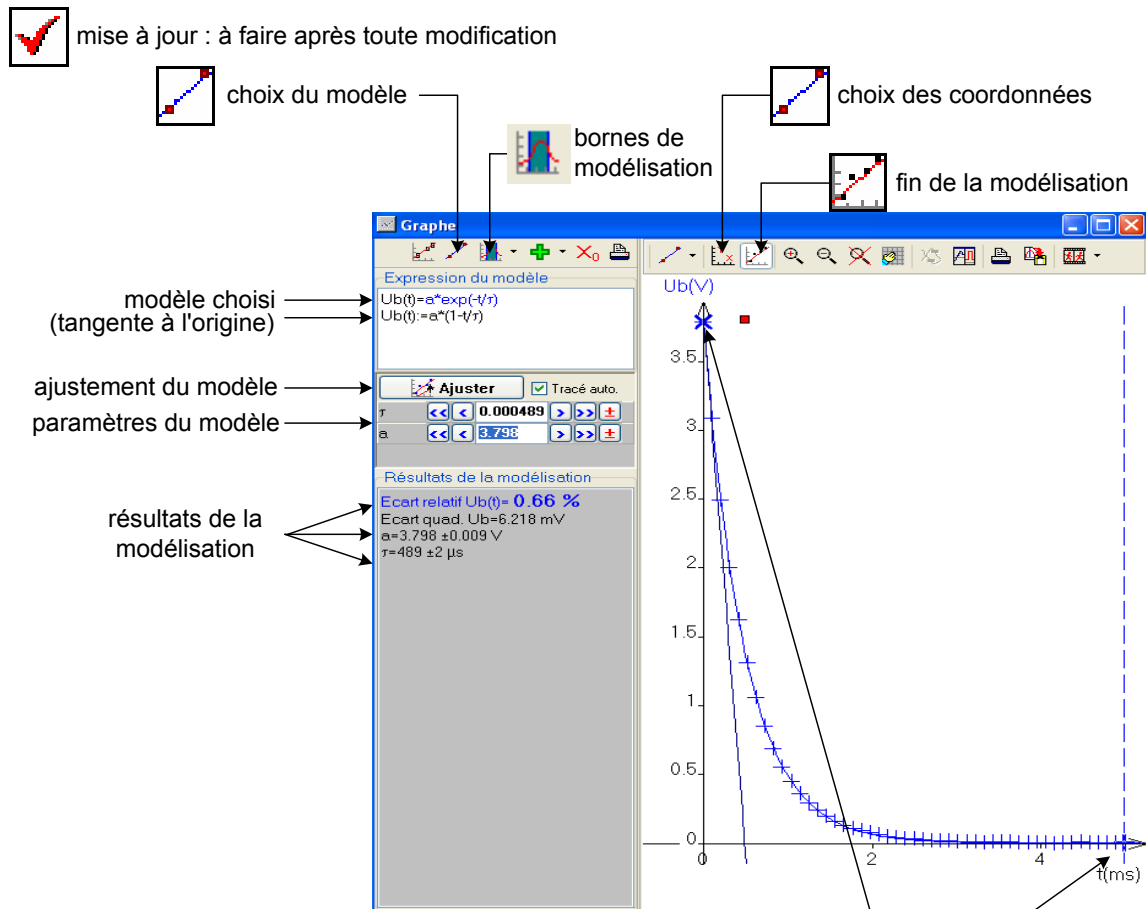 mise à jour : à faire après toute modification
choix du modèle
choix des coordonnées
bornes de
modélisation
fin de la modélisation
Graphe
Expression du modèle
Ub(t)=a*exp(-t/τ)
Ub(t):=a*(1-t/τ)
modèle choisi
(tangente à l'origine)
ajustement du modèle
Ajuster
Tracé auto.
paramètres du modèle
τ << < 0.000489 > >> ±
a << < 3.798 > >> ±
Résultats de la modélisation
Ecart relatif Ub(t)= 0.66 %
Ecart quad. Ub=6.218 mV
a=3.798 ±0.009 V
τ=489 ±2 µs
résultats de la
modélisation
Ub(V)
3.5
3
2.5
2
1.5
1
0.5
0
0
2
4
t(ms)